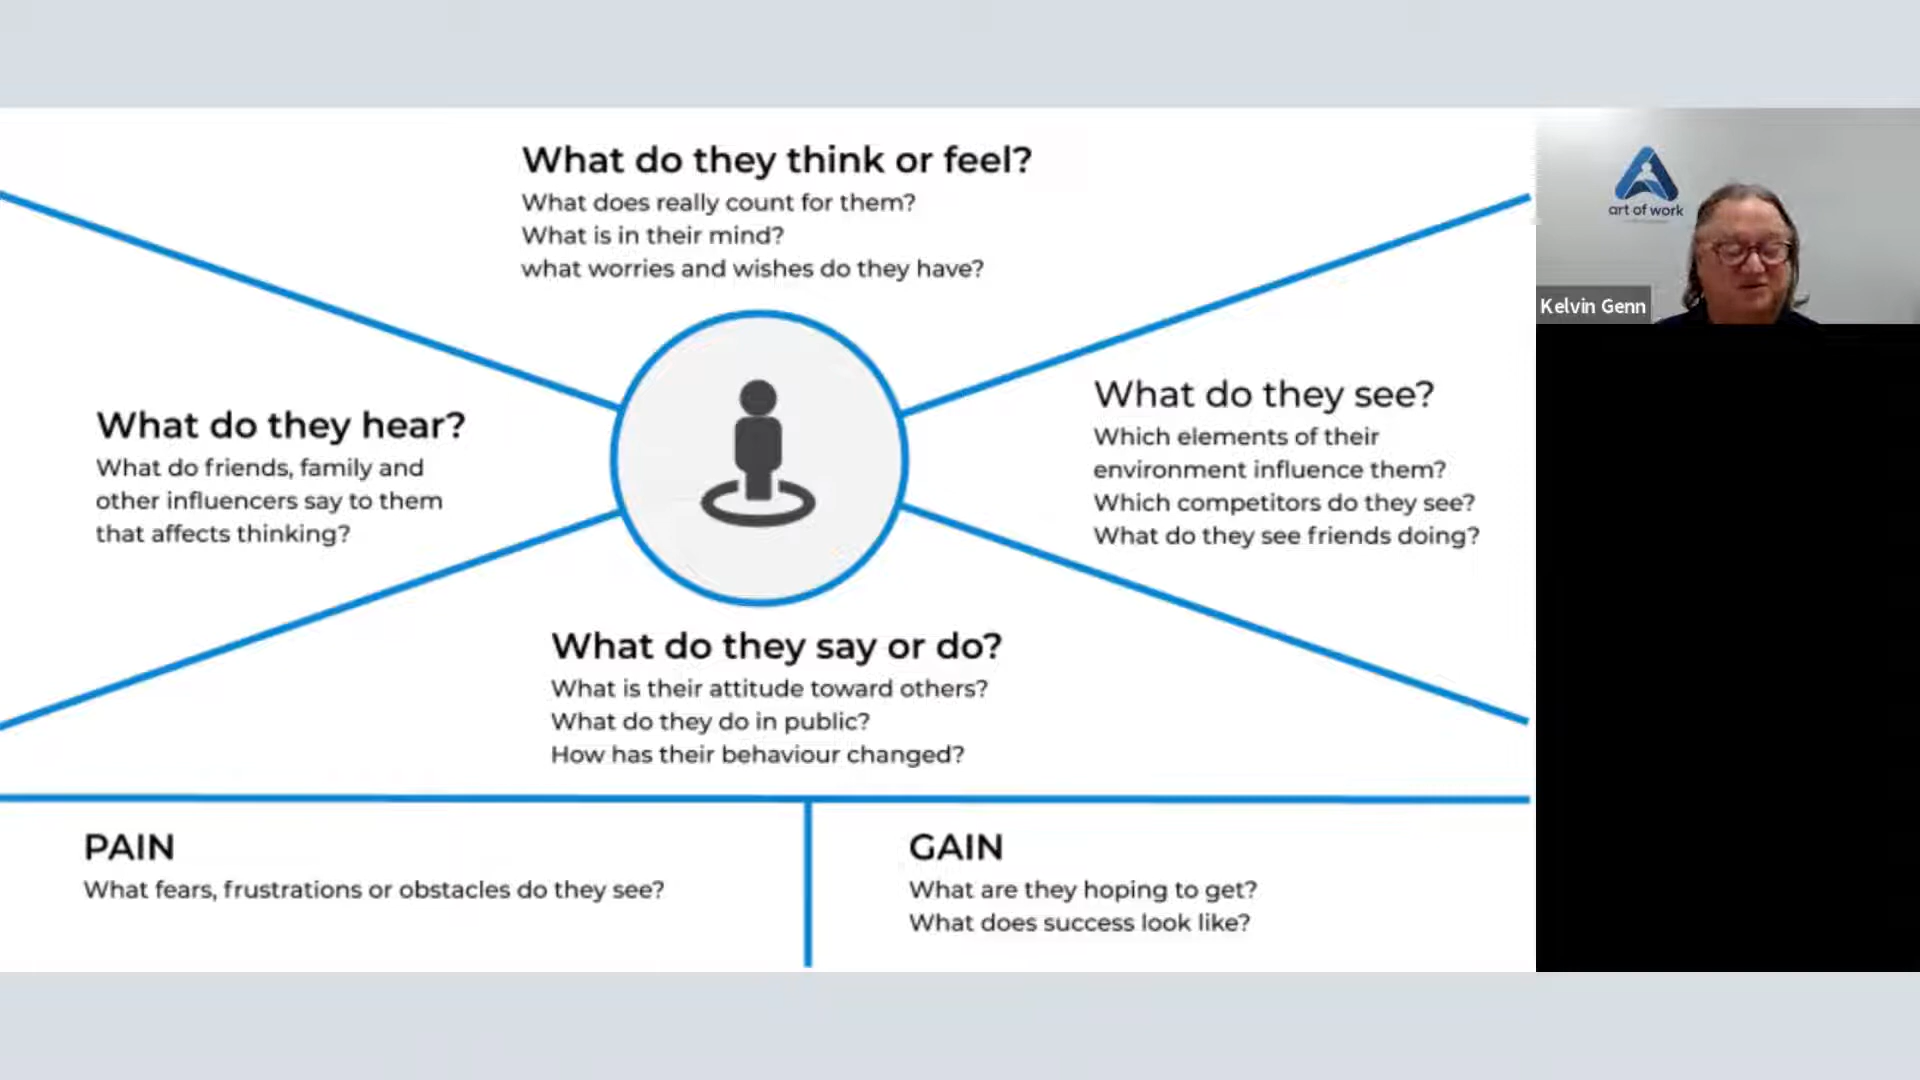 What do they think or feel?
What does really count for them?
What is in their mind?
what worries and wishes do they have?
What do they hear?
What do friends, family and
other influencers say to them
that affects thinking?
What do they see?
Which elements of their
environment influence them?
Which competitors do they see?
What do they see friends doing?
What do they say or do?
What is their attitude toward others?
What do they do in public?
How has their behaviour changed?
PAIN
What fears, frustrations or obstacles do they see?
GAIN
What are they hoping to get?
What does success look like?
art of work
Kelvin Genn